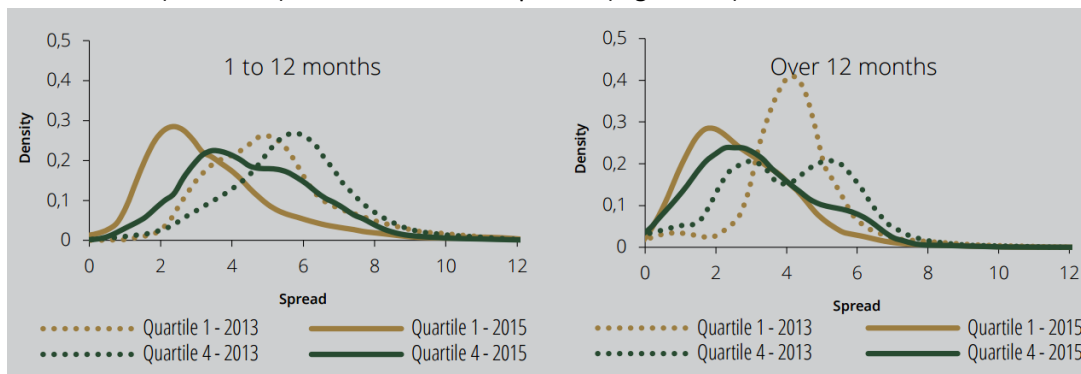 1 to 12 months
0,5
0,4
0,3
0,2
0,1
0
Density
0 2 4 6 8 10 12
Spread
Quartile 1 - 2013 Quartile 1 - 2015
Quartile 4 - 2013 Quartile 4 - 2015
Over 12 months
0,5
0,4
0,3
0,2
0,1
0
Density
0 2 4 6 8 10 12
Spread
Quartile 1 - 2013 Quartile 1 - 2015
Quartile 4 - 2013 Quartile 4 - 2015